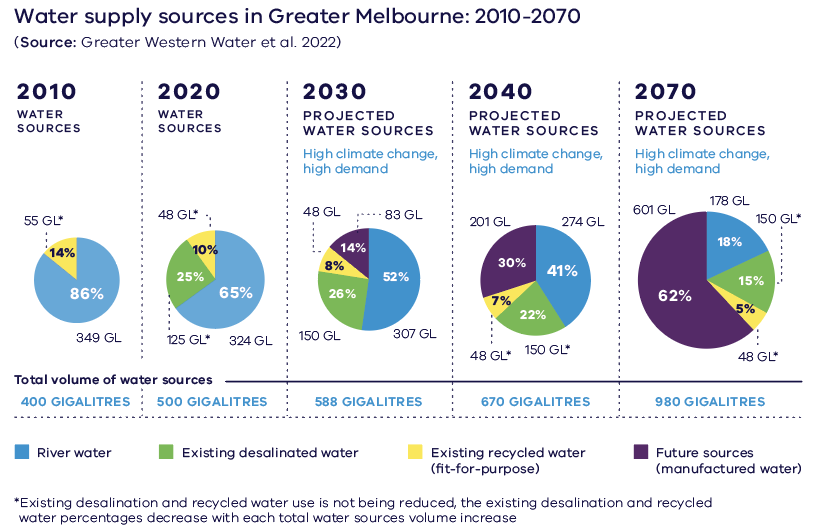 Water supply sources in Greater Melbourne: 2010-2070
(Source: Greater Western Water et al. 2022)
2010
WATER
SOURCES
55 GL*
14%
86%
349 GL
2020
WATER
SOURCES
48 GL*
10%
25%
65%
125 GL*
324 GL
2030
PROJECTED
WATER SOURCES
High climate change,
high demand
48 GL
83 GL
14%
8%
52%
26%
150 GL
307 GL
2040
PROJECTED
WATER SOURCES
High climate change,
high demand
201 GL
274 GL
30%
41%
7%
22%
48 GL*
150 GL*
2070
PROJECTED
WATER SOURCES
High climate change,
high demand
601 GL
178 GL
150 GL*
18%
15%
62%
5%
48 GL*
Total volume of water sources
400 GIGALITRES
500 GIGALITRES
588 GIGALITRES
670 GIGALITRES
980 GIGALITRES
River water
Existing desalinated water
Existing recycled water
(fit-for-purpose)
Future sources
(manufactured water)
*Existing desalination and recycled water use is not being reduced, the existing desalination and recycled
water percentages decrease with each total water sources volume increase